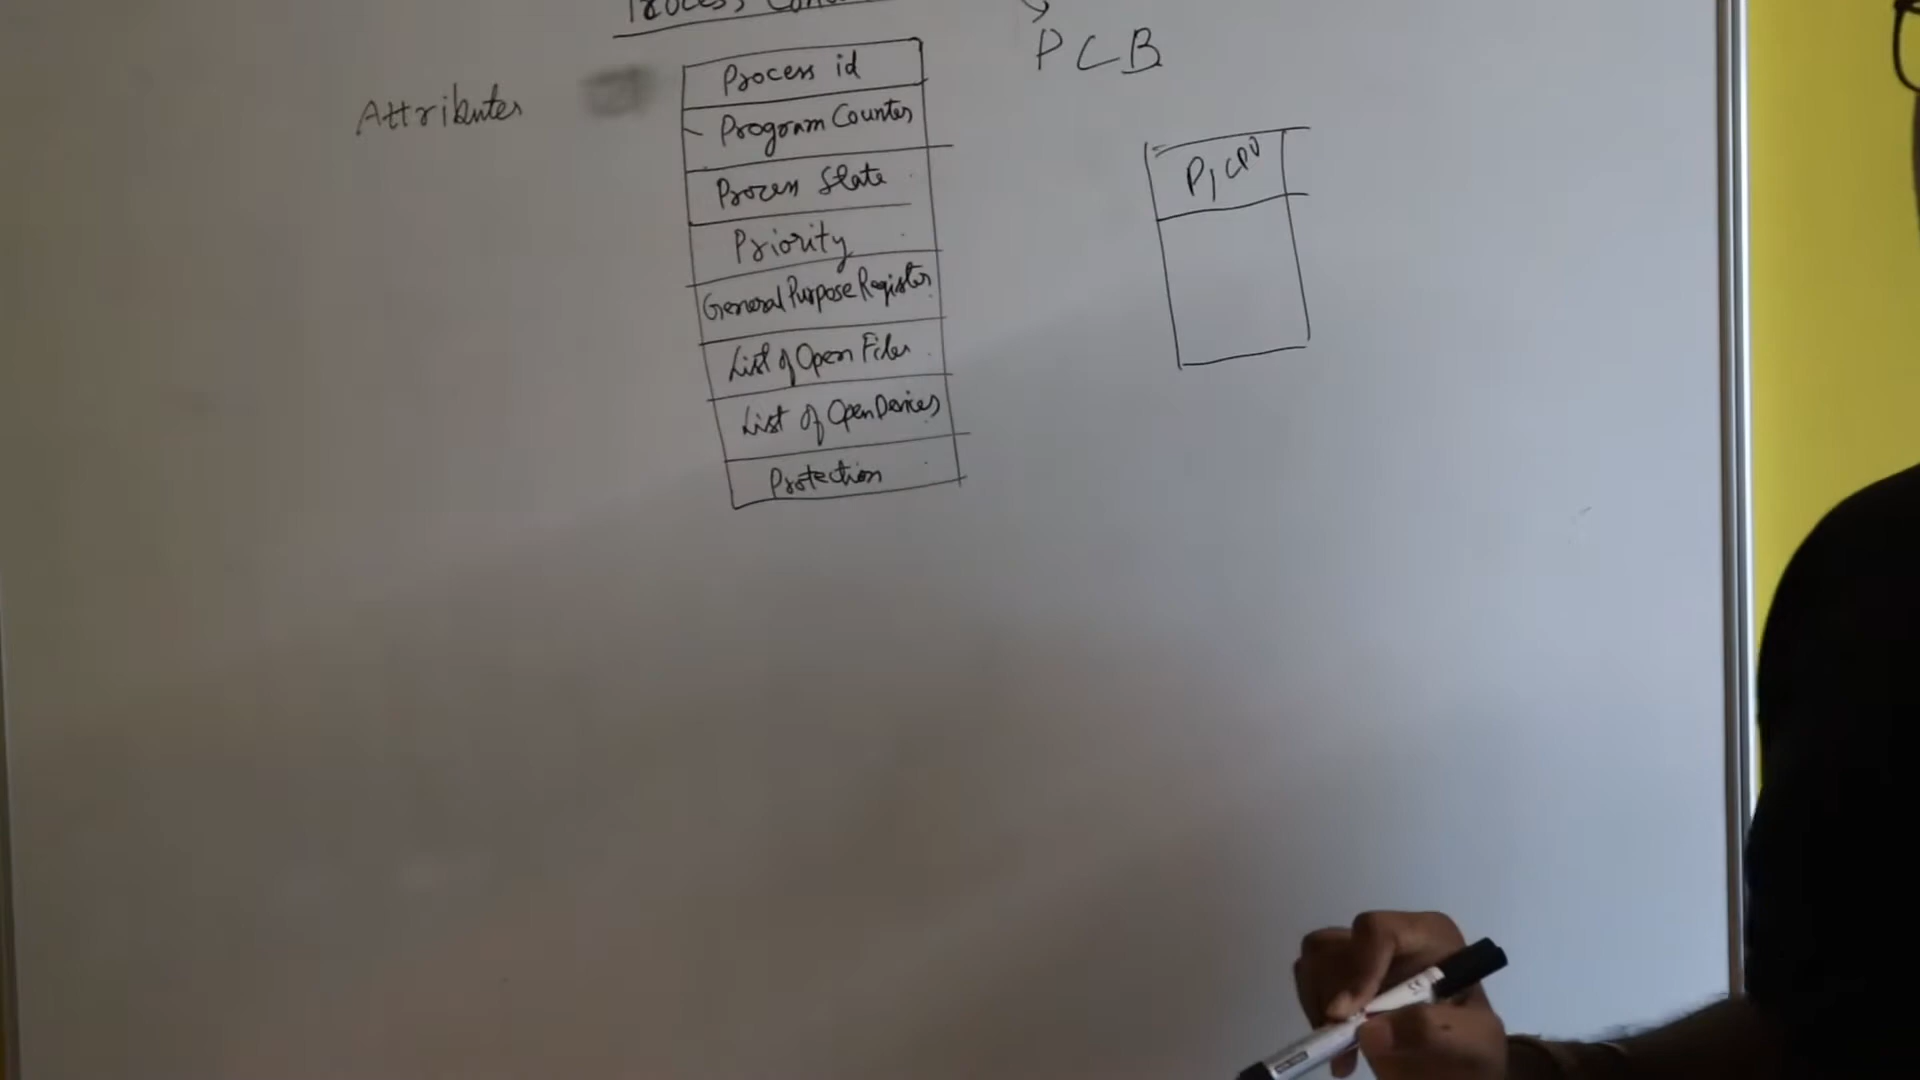 Process
PCB
Attributes
Process id
Program Counter
Process State
Priority
General Purpose Register
List of Open Files
List of Open Devices
Protection
P1 CPU